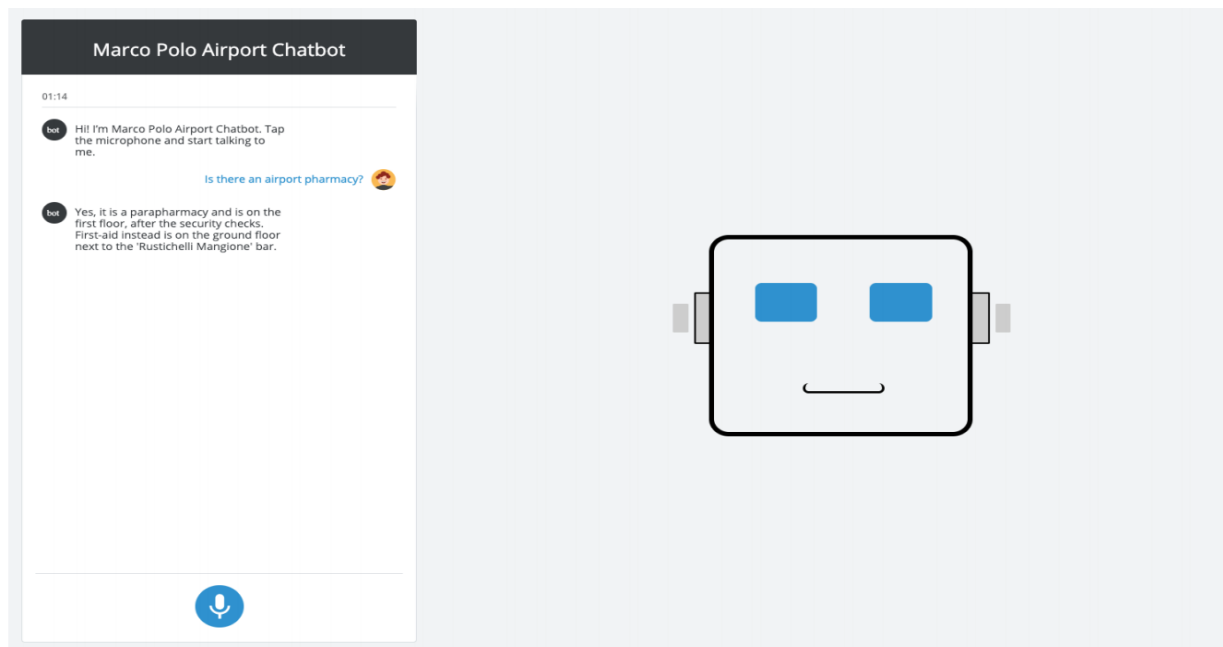 Marco Polo Airport Chatbot
01:14
bot
Hi! I'm Marco Polo Airport Chatbot. Tap
the microphone and start talking to
me.
Is there an airport pharmacy?
bot
Yes, it is a parapharmacy and is on the
first floor, after the security checks.
First-aid instead is on the ground floor
next to the 'Rustichelli Mangione' bar.